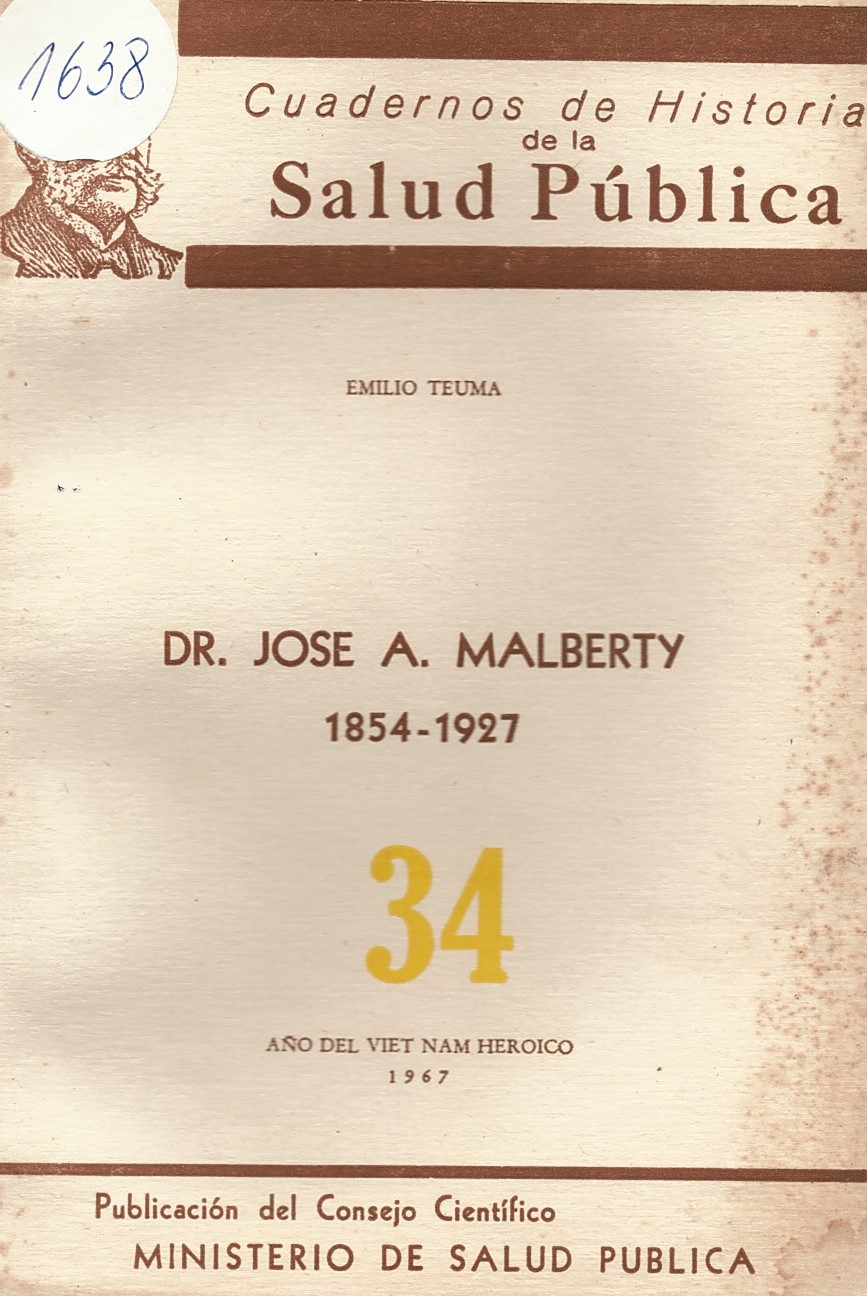 1638
Cuadernos de Historia
de la
Salud Pública
EMILIO TEUMA
DR. JOSE A. MALBERTY
1854-1927
34
AÑO DEL VIET NAM HEROICO
1967
Publicación del Consejo Científico
MINISTERIO DE SALUD PUBLICA